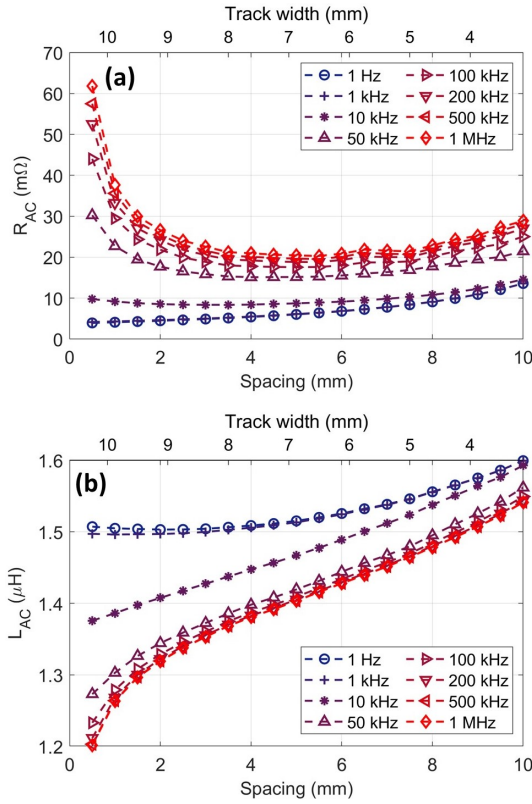 Track width (mm)
10 9 8 7 6 5 4
70
60
50
40
30
20
10
0
R_AC (mΩ)
(a)
1 Hz 100 kHz
1 kHz 200 kHz
10 kHz 500 kHz
50 kHz 1 MHz
0 2 4 6 8 10
Spacing (mm)
Track width (mm)
10 9 8 7 6 5 4
1.6
1.5
1.4
1.3
1.2
L_AC (μH)
(b)
1 Hz 100 kHz
1 kHz 200 kHz
10 kHz 500 kHz
50 kHz 1 MHz
0 2 4 6 8 10
Spacing (mm)